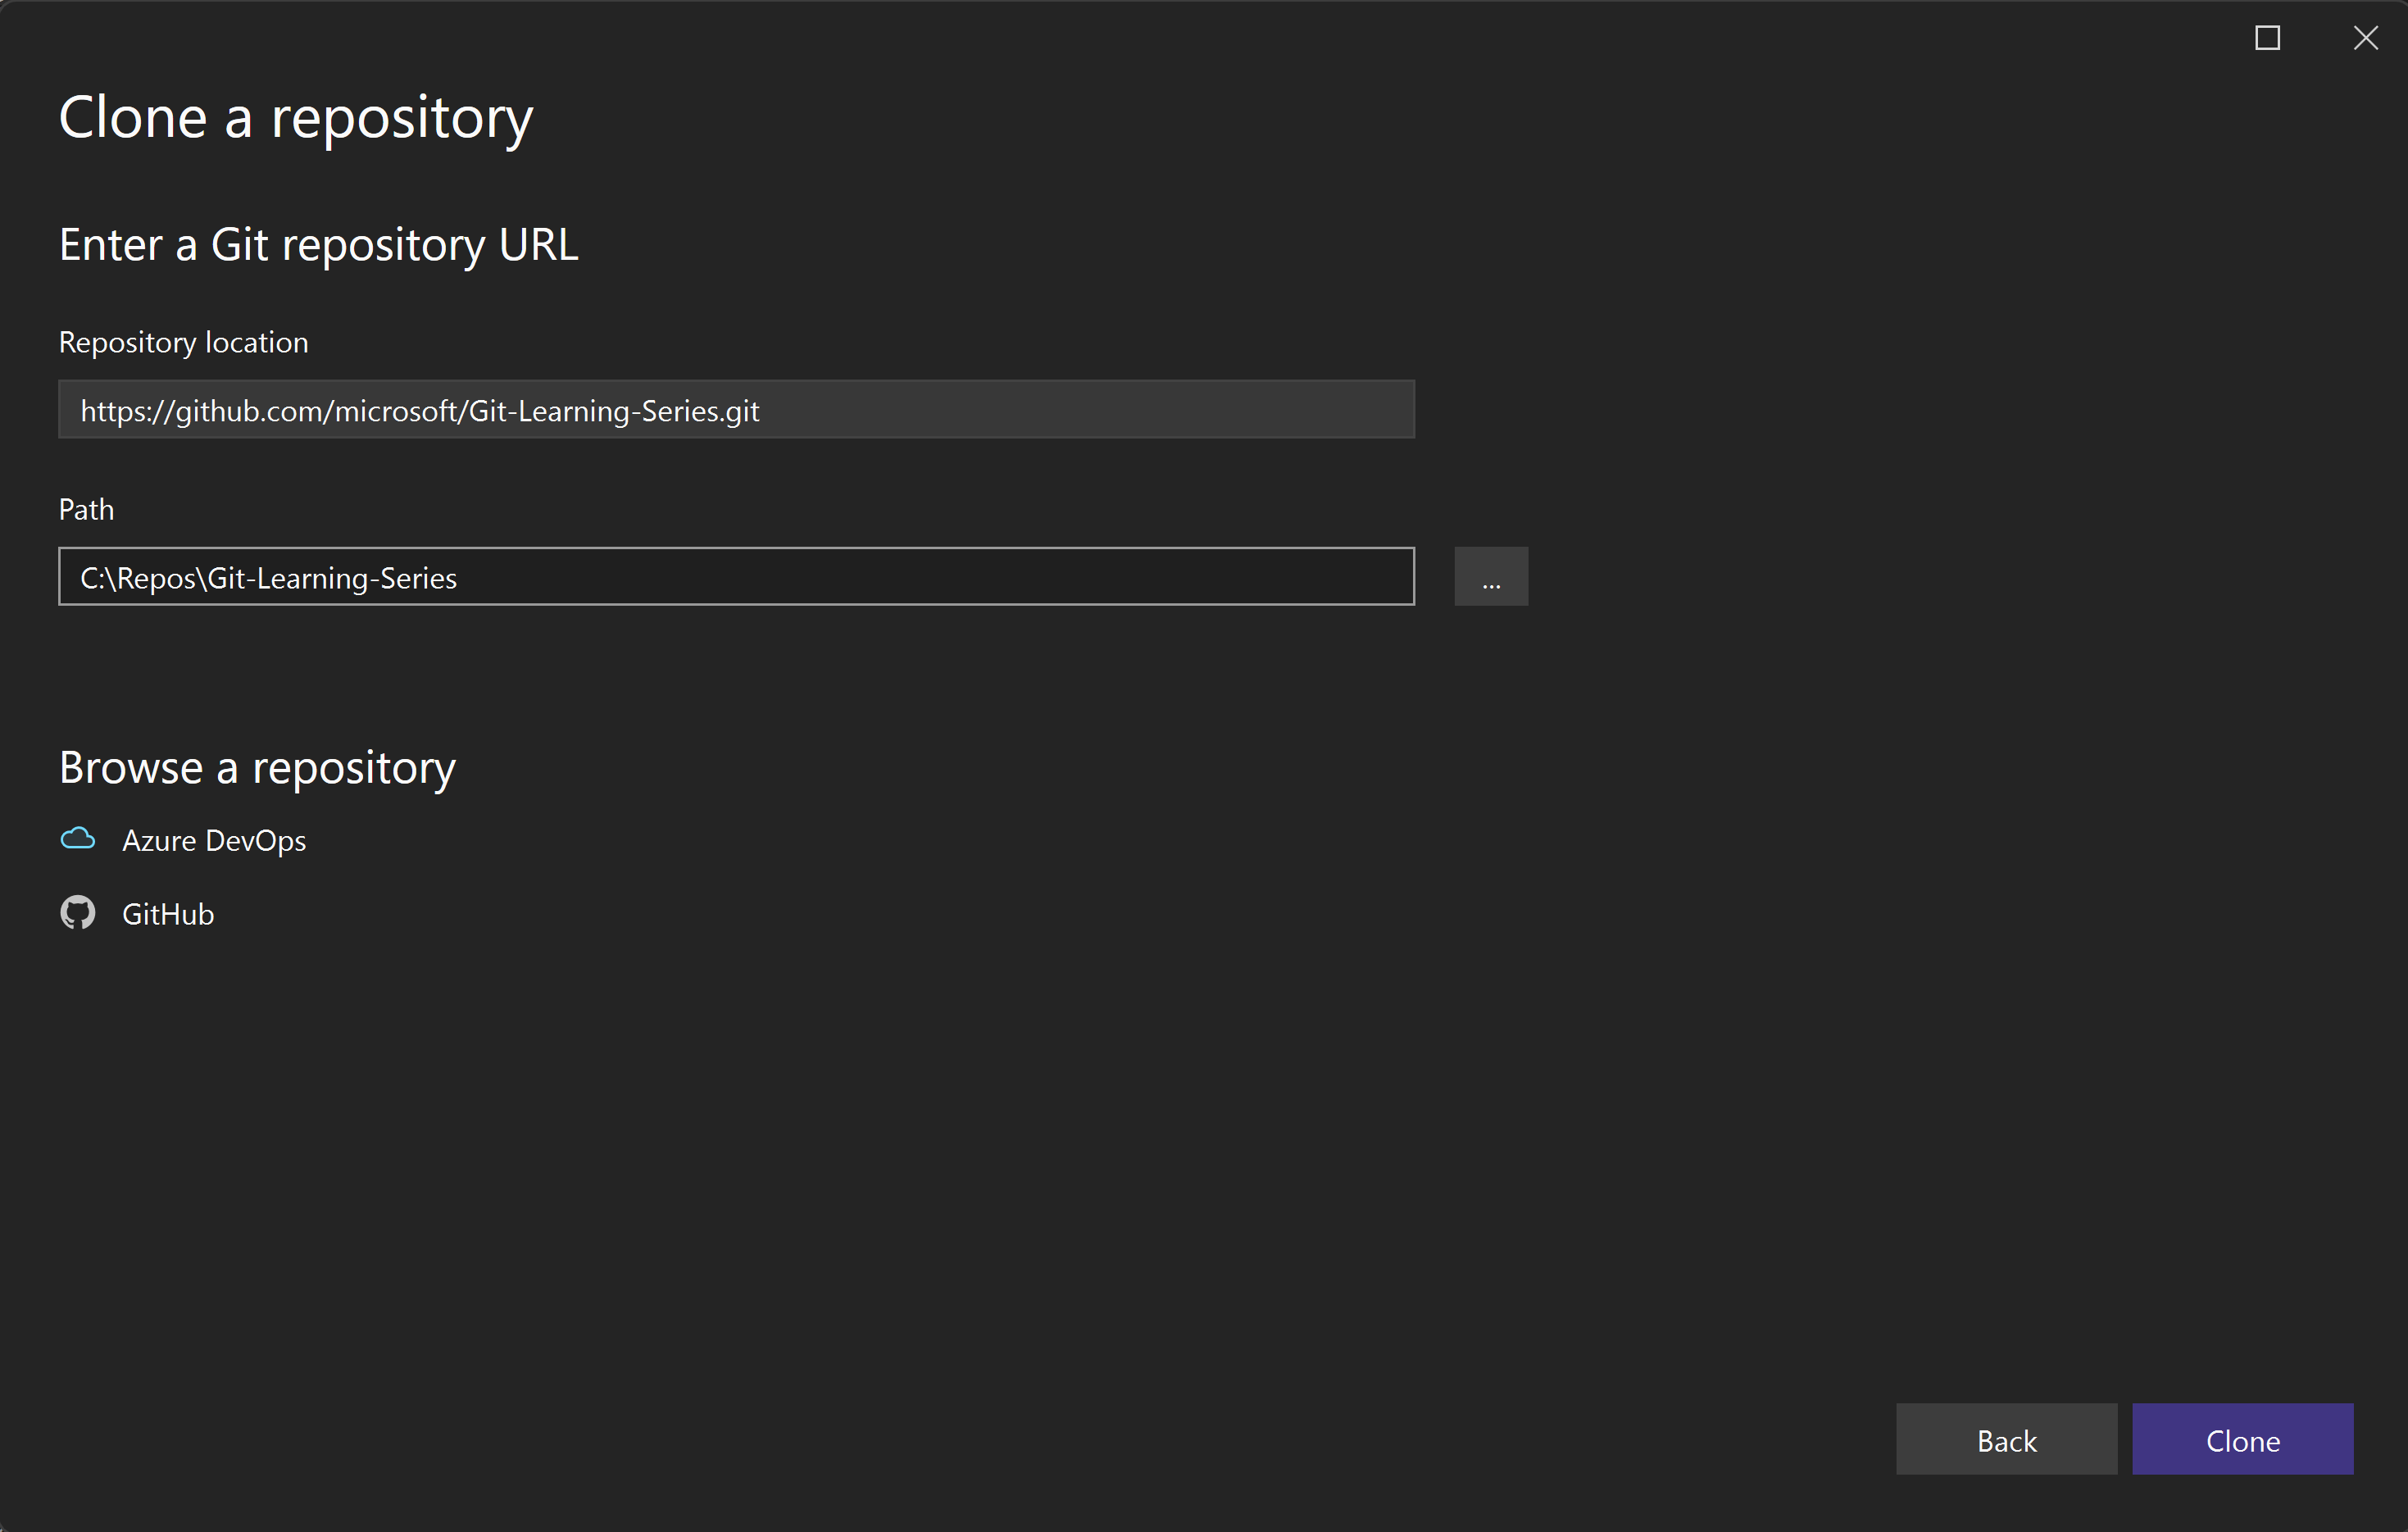 Clone a repository
Enter a Git repository URL
Repository location
https://github.com/microsoft/Git-Learning-Series.git
Path
C:\Repos\Git-Learning-Series
...
Browse a repository
Azure DevOps
GitHub
Back
Clone